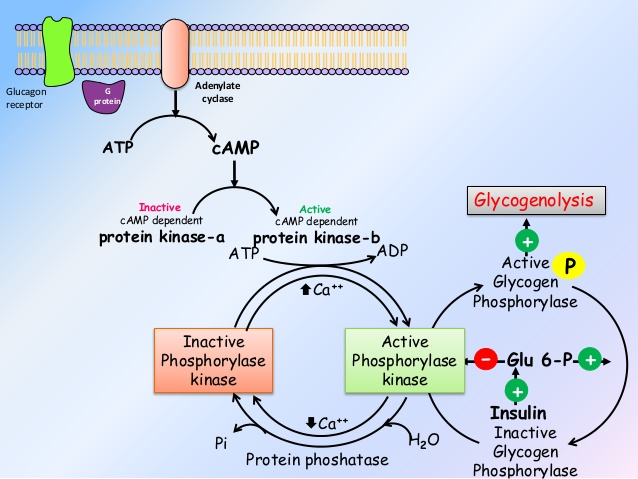 Glucagon
receptor
G
protein
Adenylate
cyclase
ATP
cAMP
Inactive
cAMP dependent
protein kinase-a
Active
cAMP dependent
protein kinase-b
ATP
ADP
Ca++
Inactive
Phosphorylase
kinase
Active
Phosphorylase
kinase
Ca++
Pi
H2O
Protein phoshatase
Glycogenolysis
+
Active
P
Glycogen
Phosphorylase
-
Glu 6-P
+
+
Insulin
Inactive
Glycogen
Phosphorylase